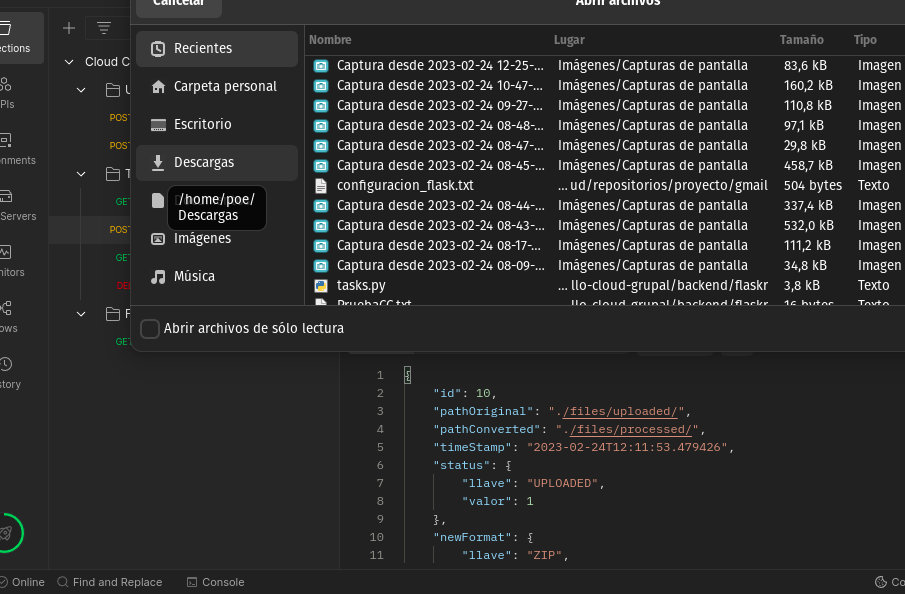 Cancelar Abrir archivos
Nombre Lugar Tamaño Tipo
Recientes
Carpeta personal
Escritorio
Descargas
/home/poe/
Descargas
Imágenes
Música
Captura desde 2023-02-24 12-25-... Imágenes/Capturas de pantalla 83,6 kB Imagen
Captura desde 2023-02-24 10-47-... Imágenes/Capturas de pantalla 160,2 kB Imagen
Captura desde 2023-02-24 09-27-... Imágenes/Capturas de pantalla 110,8 kB Imagen
Captura desde 2023-02-24 08-48-... Imágenes/Capturas de pantalla 97,1 kB Imagen
Captura desde 2023-02-24 08-47-... Imágenes/Capturas de pantalla 29,8 kB Imagen
Captura desde 2023-02-24 08-45-... Imágenes/Capturas de pantalla 458,7 kB Imagen
configuracion_flask.txt ...ud/repositorios/proyecto/gmail 504 bytes Texto
Captura desde 2023-02-24 08-44-... Imágenes/Capturas de pantalla 337,4 kB Imagen
Captura desde 2023-02-24 08-43-... Imágenes/Capturas de pantalla 532,0 kB Imagen
Captura desde 2023-02-24 08-17-... Imágenes/Capturas de pantalla 111,2 kB Imagen
Captura desde 2023-02-24 08-09-... Imágenes/Capturas de pantalla 34,8 kB Imagen
tasks.py ...llo-cloud-grupal/backend/flaskr 3,8 kB Texto
PruebaCC.txt ...llo-cloud-grupal/backend/flaskr 16 bytes Texto
Abrir archivos de sólo lectura
ections
PIs
onments
Servers
nitors
ows
story
Cloud C
U
POST
POST
T
GET
POST
GET
DEL
F
GET
1 {
2 "id": 10,
3 "pathOriginal": "./files/uploaded/",
4 "pathConverted": "./files/processed/",
5 "timeStamp": "2023-02-24T12:11:53.479426",
6 "status": {
7 "llave": "UPLOADED",
8 "valor": 1
9 },
10 "newFormat": {
11 "llave": "ZIP",
Online Find and Replace Console Co